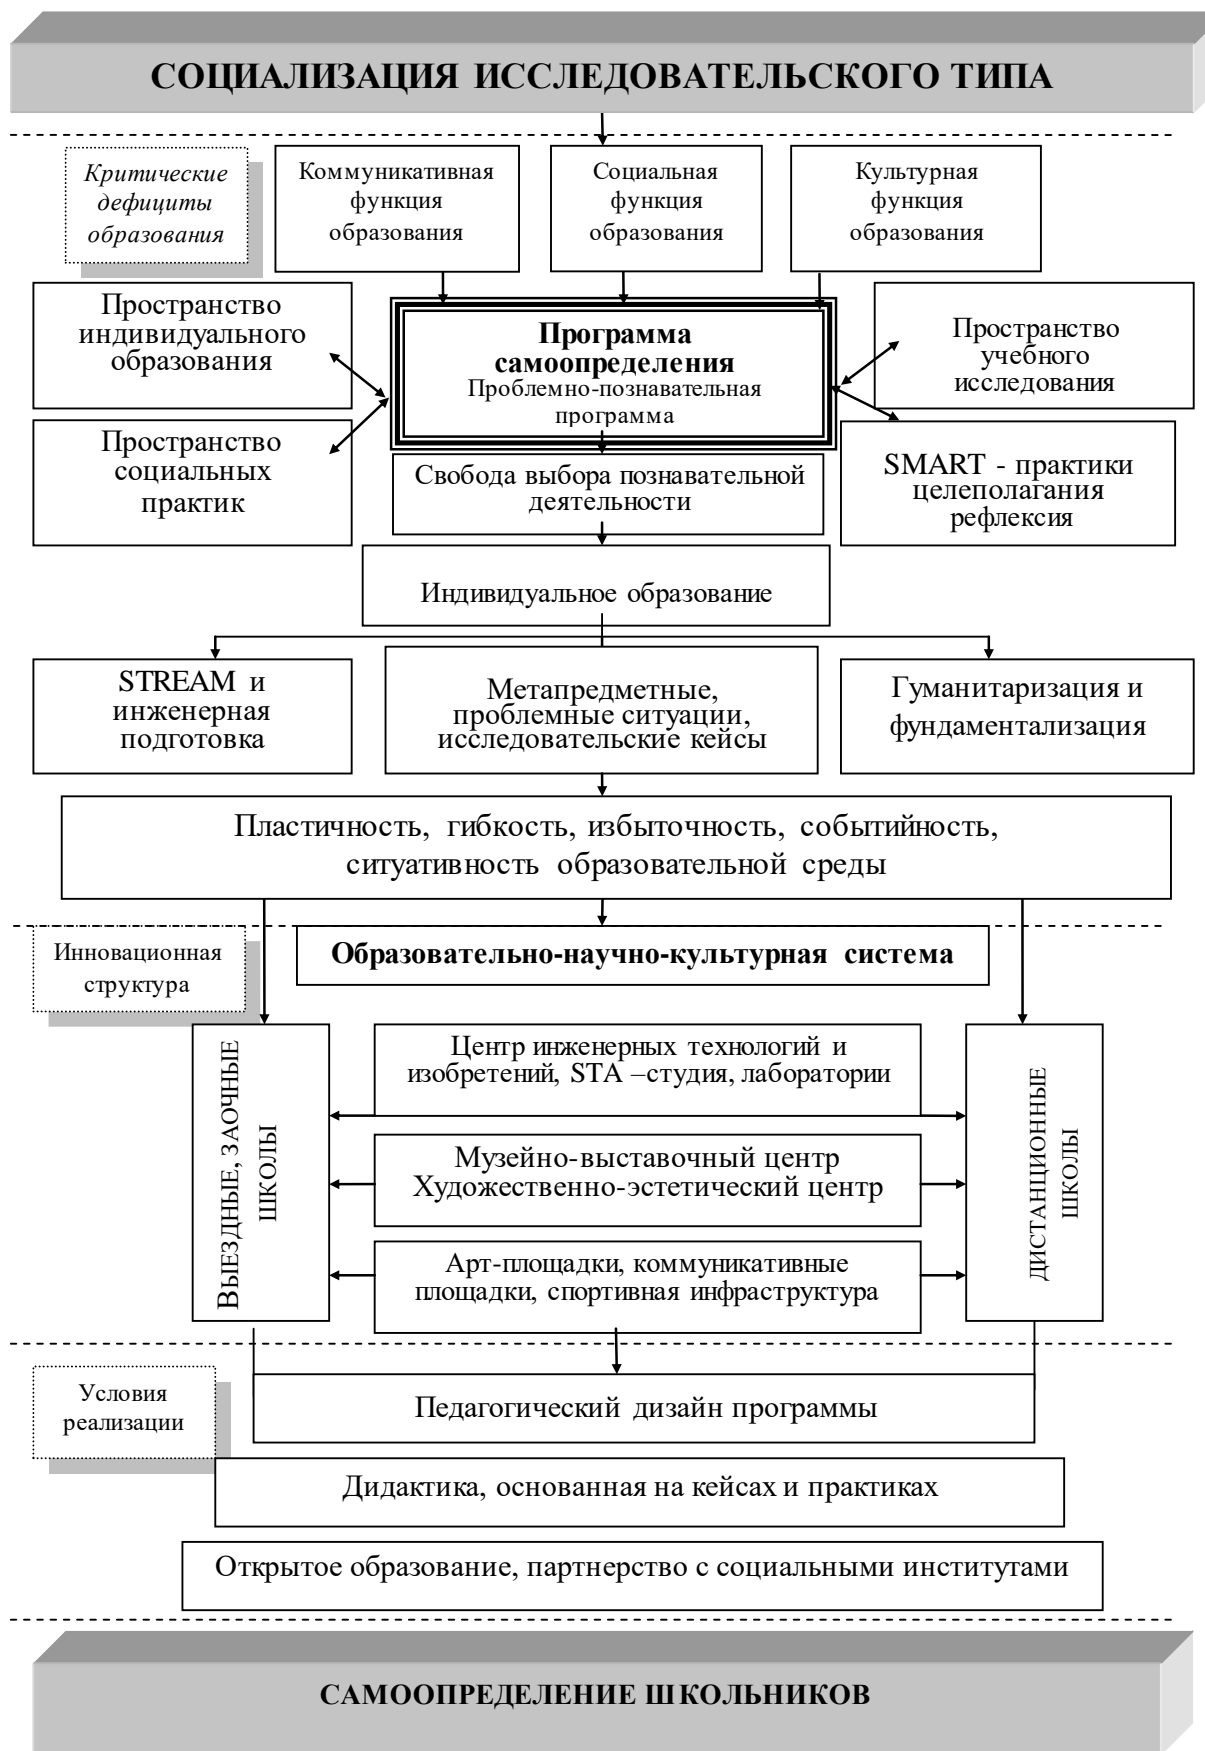 СОЦИАЛИЗАЦИЯ ИССЛЕДОВАТЕЛЬСКОГО ТИПА
Критические
дефициты
образования
Коммуникативная
функция
образования
Социальная
функция
образования
Культурная
функция
образования
Пространство
индивидуального
образования
Программа
самоопределения
Проблемно-познавательная
программа
Пространство
учебного
исследования
Пространство
социальных
практик
Свобода выбора познавательной
деятельности
SMART - практики
целеполагания
рефлексия
Индивидуальное образование
STREAM и
инженерная
подготовка
Метапредметные,
проблемные ситуации,
исследовательские кейсы
Гуманитаризация и
фундаментализация
Пластичность, гибкость, избыточность, событийность,
ситуативность образовательной среды
Инновационная
структура
Образовательно-научно-культурная система
ВЫЕЗДНЫЕ, ЗАОЧНЫЕ
ШКОЛЫ
Центр инженерных технологий и
изобретений, STA –студия, лаборатории
Музейно-выставочный центр
Художественно-эстетический центр
Арт-площадки, коммуникативные
площадки, спортивная инфраструктура
ДИСТАНЦИОННЫЕ
ШКОЛЫ
Условия
реализации
Педагогический дизайн программы
Дидактика, основанная на кейсах и практиках
Открытое образование, партнерство с социальными институтами
САМООПРЕДЕЛЕНИЕ ШКОЛЬНИКОВ